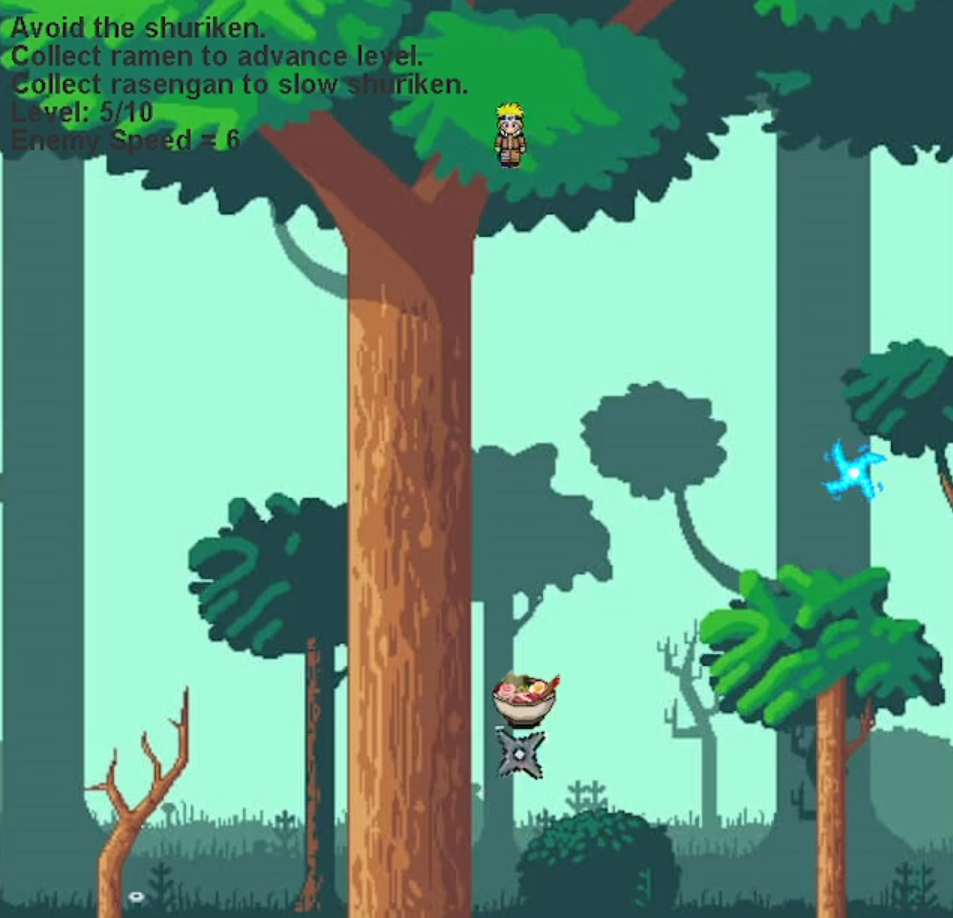 Avoid the shuriken.
Collect ramen to advance level.
Collect rasengan to slow shuriken.
Level: 5/10
Enemy Speed = 6